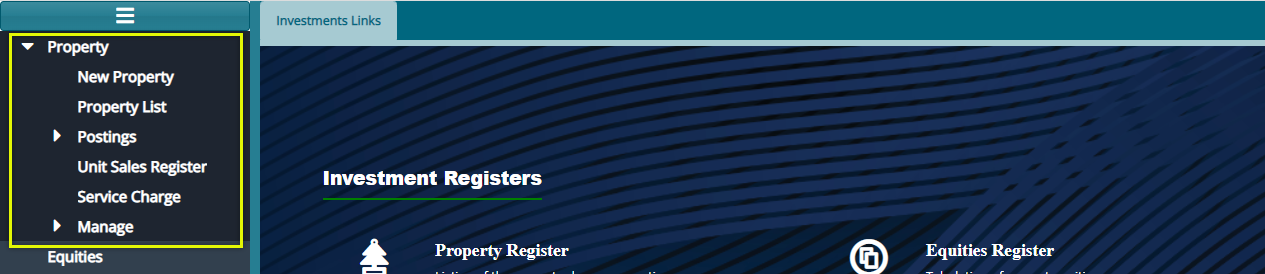 Investments Links
Property
New Property
Property List
Postings
Unit Sales Register
Service Charge
Manage
Equities
Investment Registers
Property Register
Equities Register